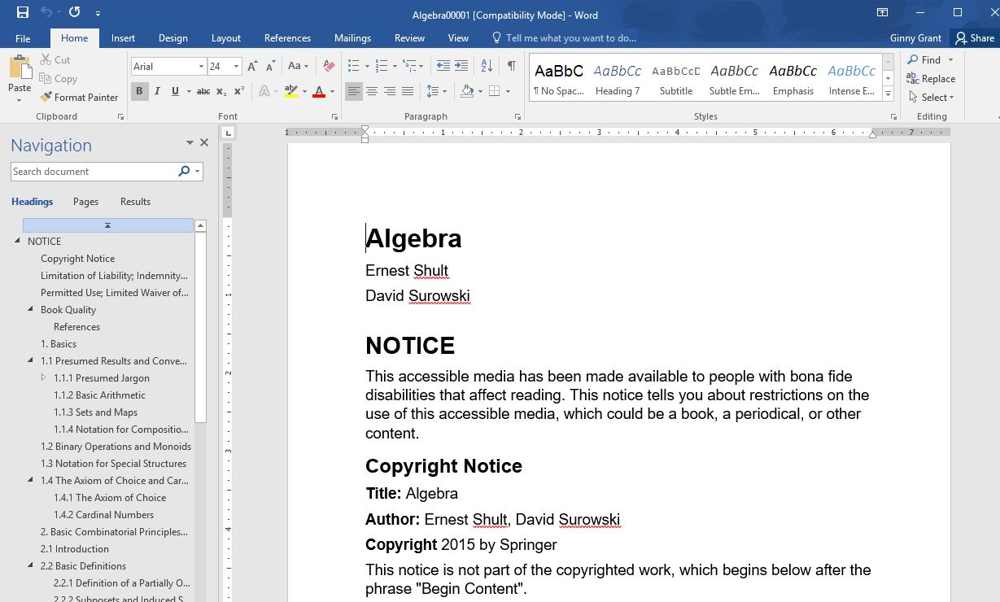 Algebra00001 [Compatibility Mode] - Word
File Home Insert Design Layout References Mailings Review View Tell me what you want to do... Ginny Grant Share
Paste
Cut
Copy
Format Painter
Clipboard
Arial 24
Font
Paragraph
AaBbC AaBbCc AaBbCcD AaBbCc AaBbCc AaBbCc
¶ No Spac... Heading 7 Subtitle Subtle Em... Emphasis Intense E...
Styles
Find
Replace
Select
Editing
Navigation
Search document
Headings Pages Results
NOTICE
Copyright Notice
Limitation of Liability; Indemnity...
Permitted Use; Limited Waiver of...
Book Quality
References
1. Basics
1.1 Presumed Results and Conve...
1.1.1 Presumed Jargon
1.1.2 Basic Arithmetic
1.1.3 Sets and Maps
1.1.4 Notation for Compositio...
1.2 Binary Operations and Monoids
1.3 Notation for Special Structures
1.4 The Axiom of Choice and Car...
1.4.1 The Axiom of Choice
1.4.2 Cardinal Numbers
2. Basic Combinatorial Principles...
2.1 Introduction
2.2 Basic Definitions
2.2.1 Definition of a Partially O...
2.2.2 Subposets and Induced S...
1 1 2 3 4 5 6 7
1
2
3
4
Algebra
Ernest Shult
David Surowski
NOTICE
This accessible media has been made available to people with bona fide
disabilities that affect reading. This notice tells you about restrictions on the
use of this accessible media, which could be a book, a periodical, or other
content.
Copyright Notice
Title: Algebra
Author: Ernest Shult, David Surowski
Copyright 2015 by Springer
This notice is not part of the copyrighted work, which begins below after the
phrase "Begin Content".